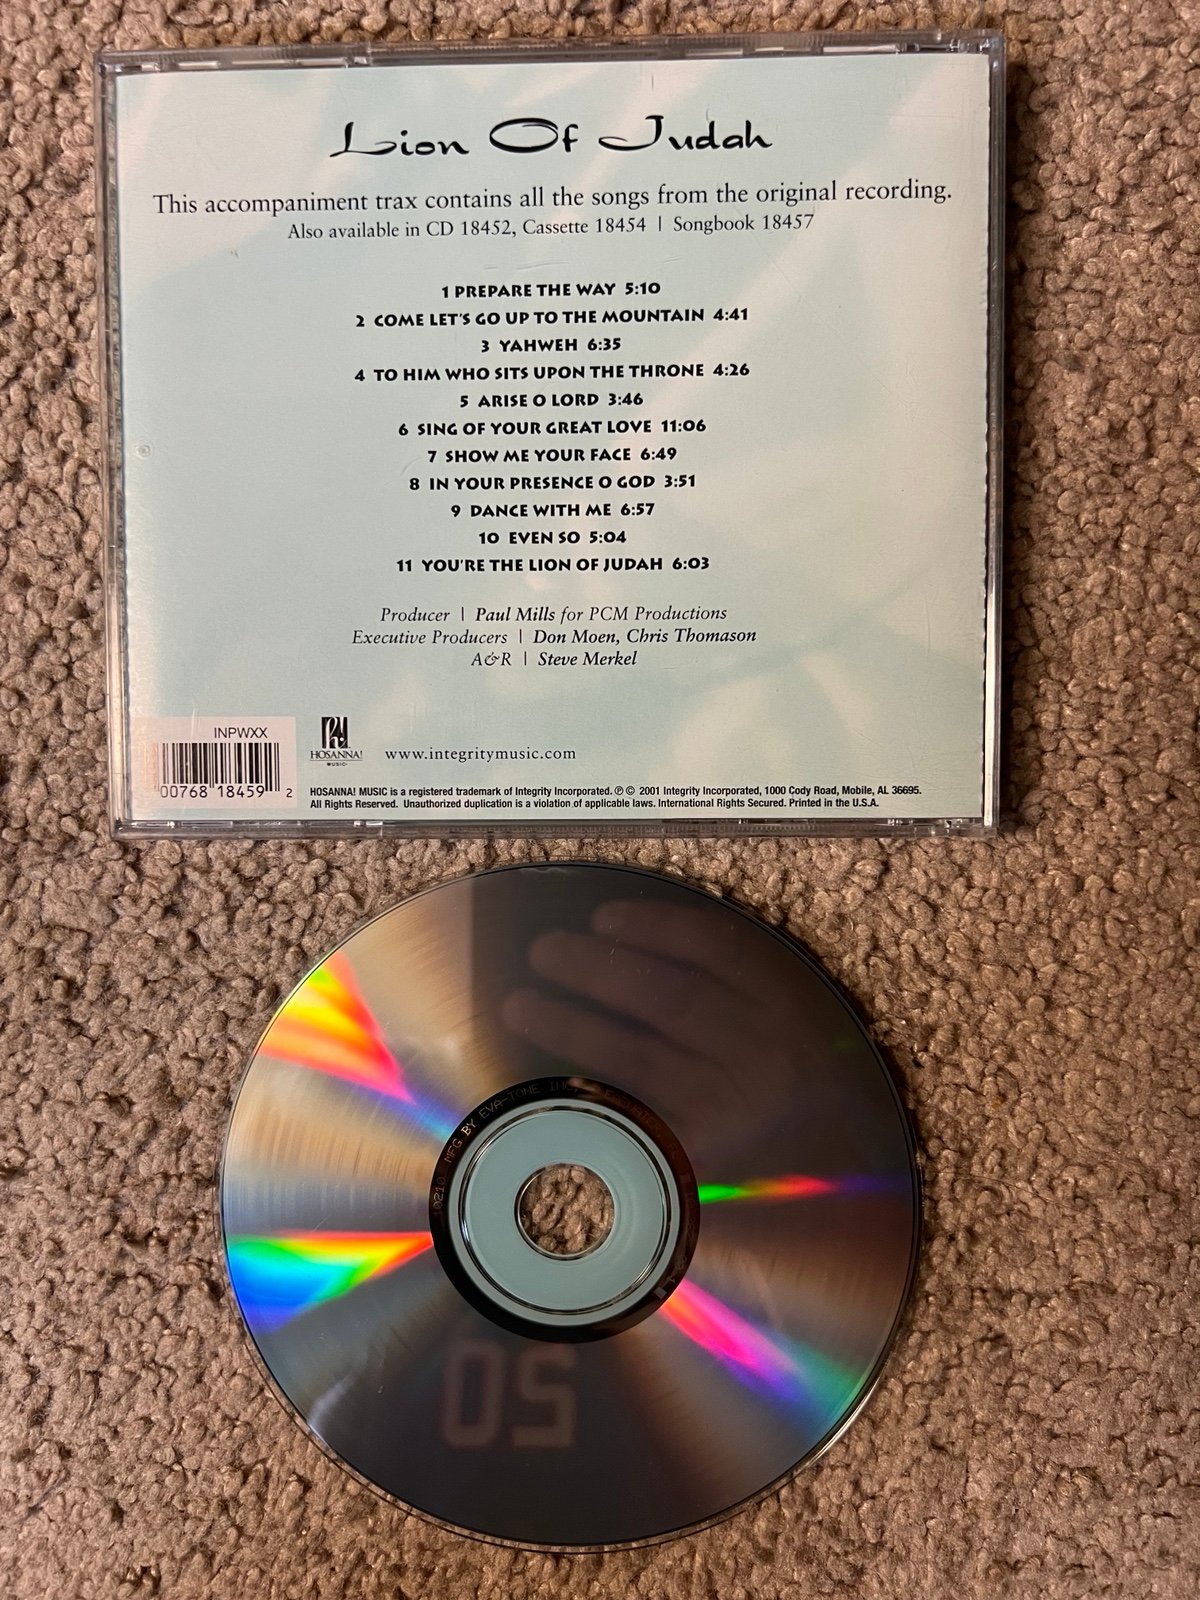 Lion Of Judah
This accompaniment trax contains all the songs from the original recording.
Also available in CD 18452, Cassette 18454 | Songbook 18457
1 PREPARE THE WAY 5:10
2 COME LET'S GO UP TO THE MOUNTAIN 4:41
3 YAHWEH 6:35
4 TO HIM WHO SITS UPON THE THRONE 4:26
5 ARISE O LORD 3:46
6 SING OF YOUR GREAT LOVE 11:06
7 SHOW ME YOUR FACE 6:49
8 IN YOUR PRESENCE O GOD 3:51
9 DANCE WITH ME 6:57
10 EVEN SO 5:04
11 YOU'RE THE LION OF JUDAH 6:03
Producer | Paul Mills for PCM Productions
Executive Producers | Don Moen, Chris Thomason
A&R | Steve Merkel
INPWXX
00768 18459 2
h!
HOSANNA!
MUSIC
www.integritymusic.com
HOSANNA! MUSIC is a registered trademark of Integrity Incorporated. ℗ © 2001 Integrity Incorporated, 1000 Cody Road, Mobile, AL 36695.
All Rights Reserved. Unauthorized duplication is a violation of applicable laws. International Rights Secured. Printed in the U.S.A.
MFG BY EVA-TONE INC.